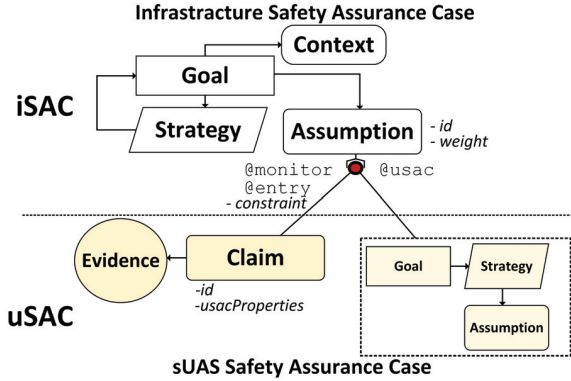 Infrastracture Safety Assurance Case
Context
Goal
iSAC
Strategy
Assumption
- id
- weight
@monitor
@usac
@entry
- constraint
Evidence
Claim
Goal
Strategy
-id
-usacProperties
uSAC
Assumption
sUAS Safety Assurance Case